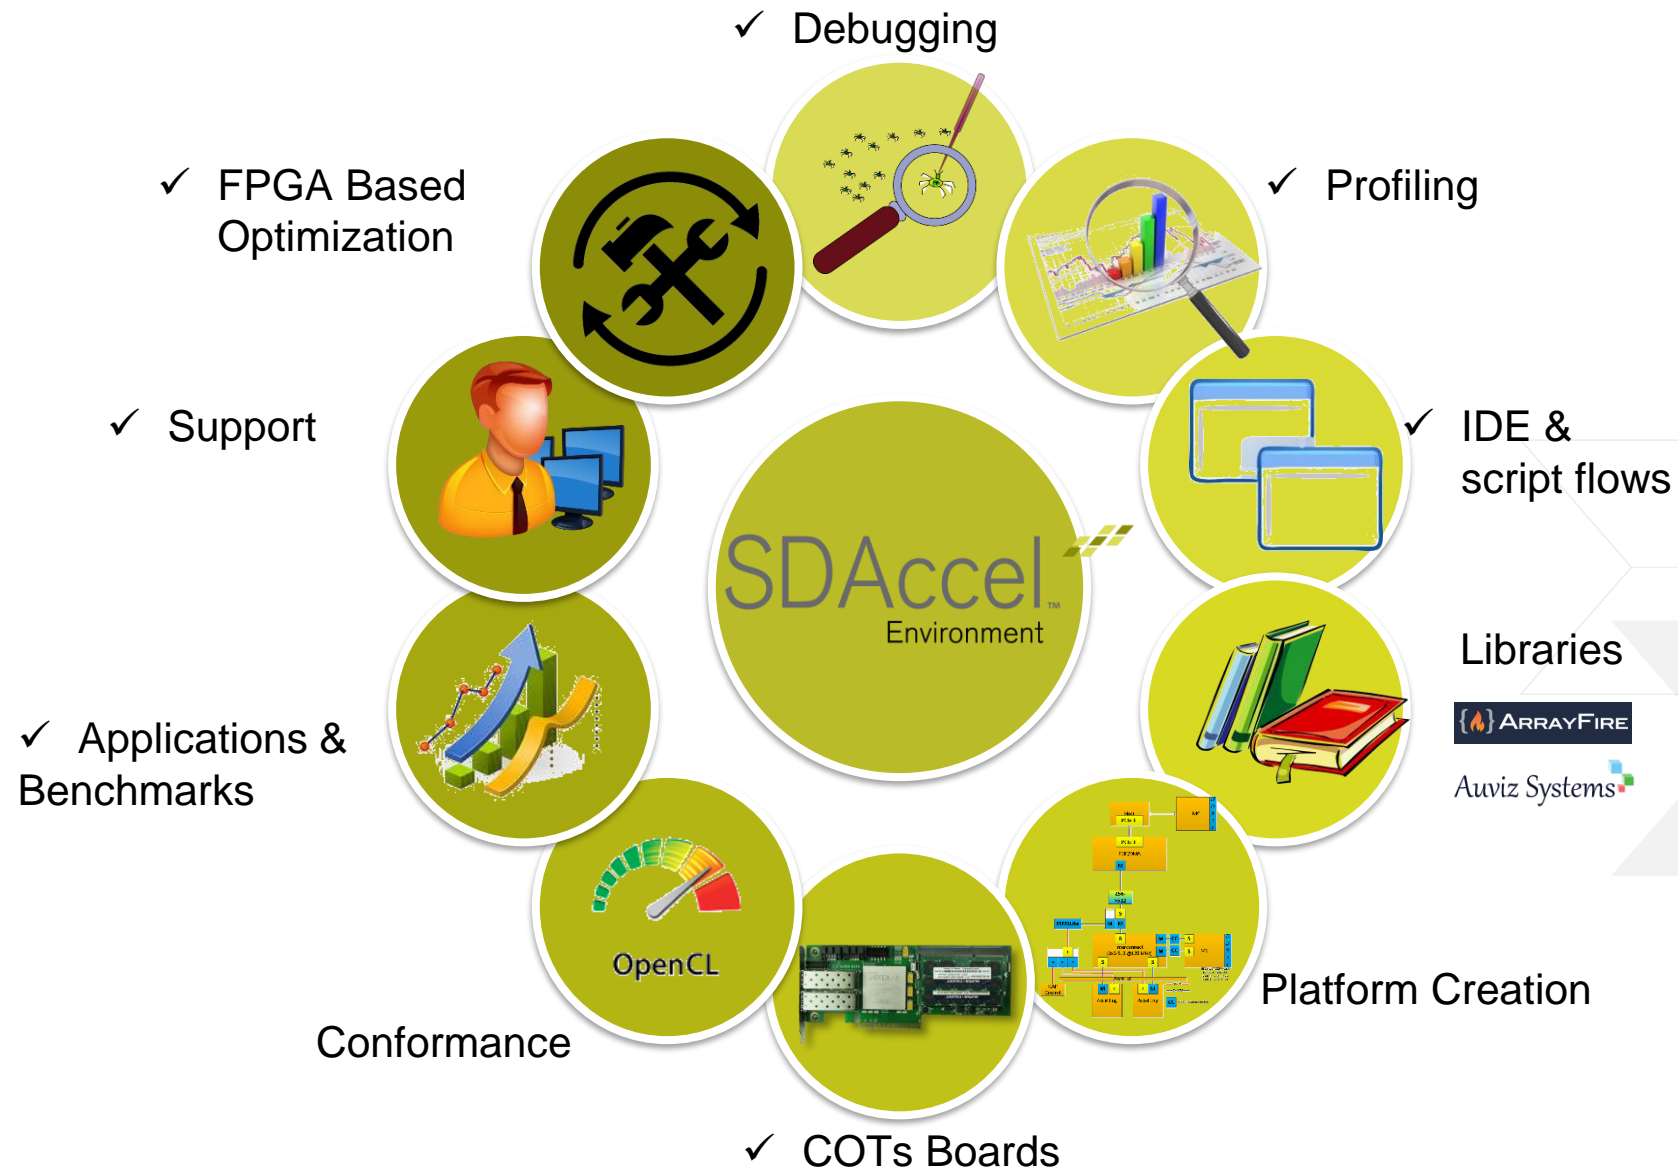 ✓ Debugging
✓ FPGA Based
Optimization
✓ Profiling
✓ Support
✓ IDE &
script flows
SDAccel™
Environment
Libraries
{ } ARRAYFIRE
Auviz Systems
✓ Applications &
Benchmarks
OpenCL
Platform Creation
Conformance
✓ COTs Boards